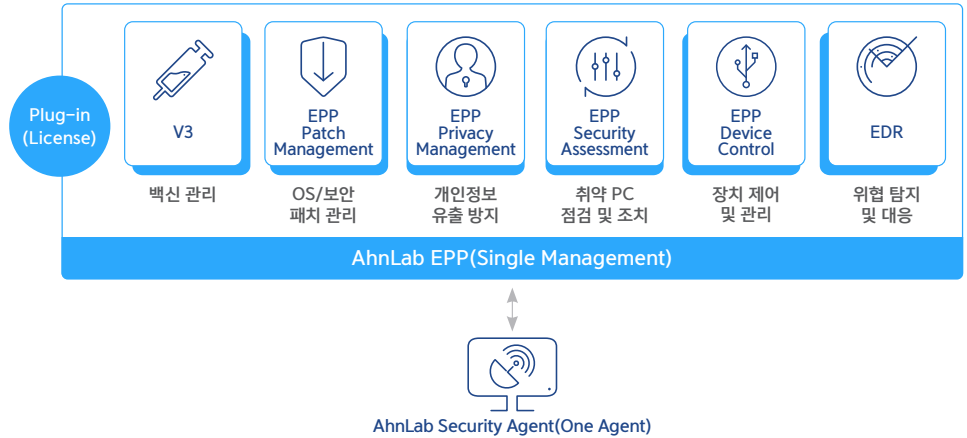 Plug-in
(License)
V3
EPP
Patch
Management
EPP
Privacy
Management
EPP
Security
Assessment
EPP
Device
Control
EDR
백신 관리
OS/보안
패치 관리
개인정보
유출 방지
취약 PC
점검 및 조치
장치 제어
및 관리
위협 탐지
및 대응
AhnLab EPP(Single Management)
AhnLab Security Agent(One Agent)